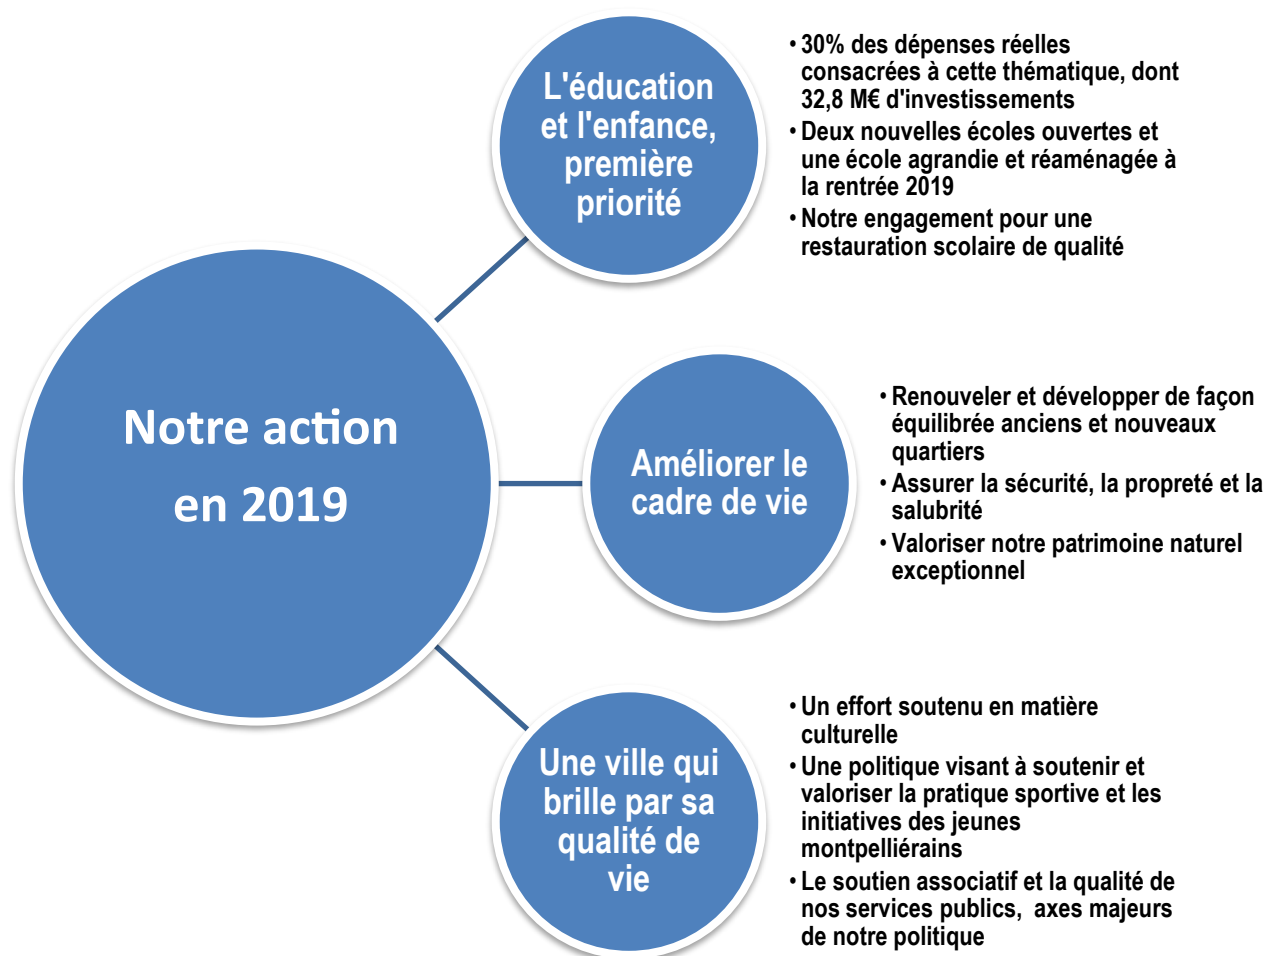 Notre action
en 2019
L'éducation
et l'enfance,
première
priorité
• 30% des dépenses réelles
consacrées à cette thématique, dont
32,8 M€ d'investissements
• Deux nouvelles écoles ouvertes et
une école agrandie et réaménagée à
la rentrée 2019
• Notre engagement pour une
restauration scolaire de qualité
Améliorer le
cadre de vie
• Renouveler et développer de façon
équilibrée anciens et nouveaux
quartiers
• Assurer la sécurité, la propreté et la
salubrité
• Valoriser notre patrimoine naturel
exceptionnel
Une ville qui
brille par sa
qualité de
vie
• Un effort soutenu en matière
culturelle
• Une politique visant à soutenir et
valoriser la pratique sportive et les
initiatives des jeunes
montpelliérains
• Le soutien associatif et la qualité de
nos services publics, axes majeurs
de notre politique